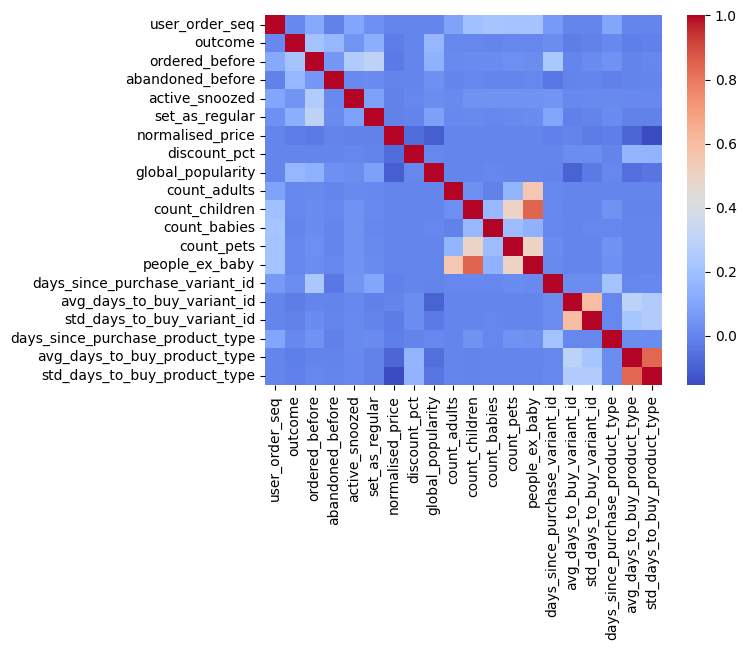 user_order_seq
outcome
ordered_before
abandoned_before
active_snoozed
set_as_regular
normalised_price
discount_pct
global_popularity
count_adults
count_children
count_babies
count_pets
people_ex_baby
days_since_purchase_variant_id
avg_days_to_buy_variant_id
std_days_to_buy_variant_id
days_since_purchase_product_type
avg_days_to_buy_product_type
std_days_to_buy_product_type
user_order_seq
outcome
ordered_before
abandoned_before
active_snoozed
set_as_regular
normalised_price
discount_pct
global_popularity
count_adults
count_children
count_babies
count_pets
people_ex_baby
days_since_purchase_variant_id
avg_days_to_buy_variant_id
std_days_to_buy_variant_id
days_since_purchase_product_type
avg_days_to_buy_product_type
std_days_to_buy_product_type
1.0
0.8
0.6
0.4
0.2
0.0